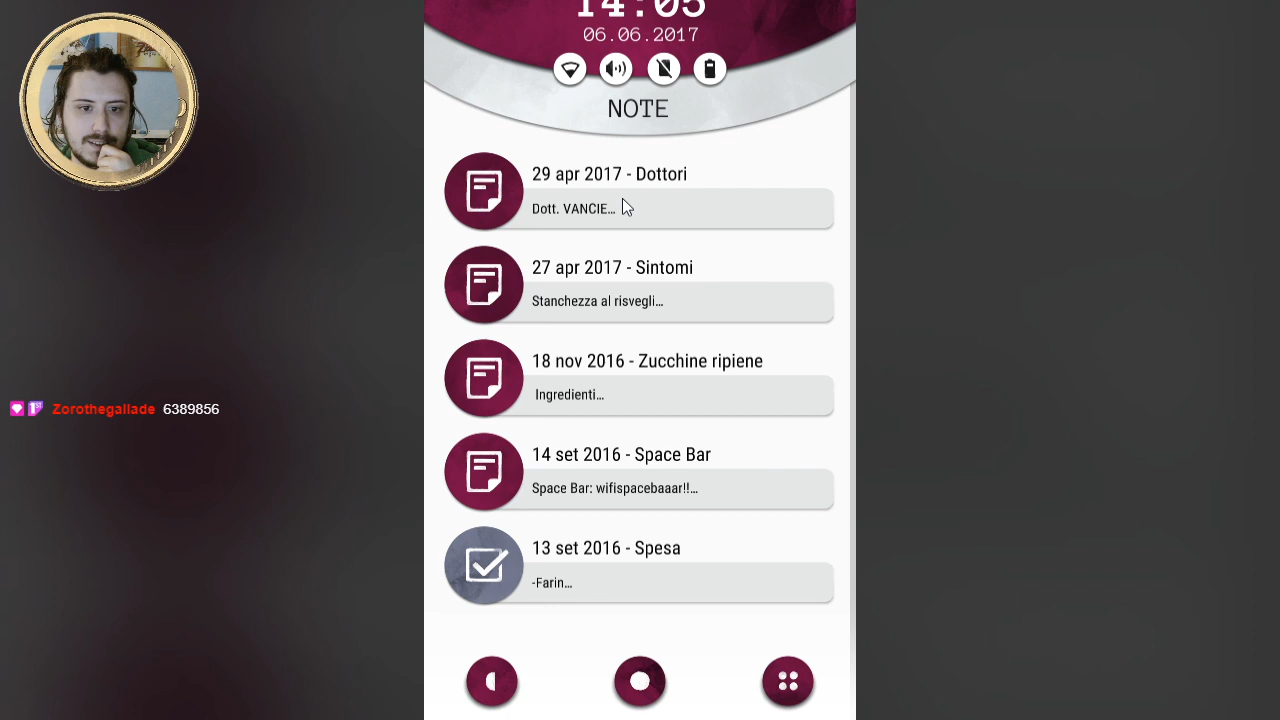 14:05
06.06.2017
NOTE
29 apr 2017 - Dottori
Dott. VANCIE...
27 apr 2017 - Sintomi
Stanchezza al risvegli...
18 nov 2016 - Zucchine ripiene
Ingredienti...
Zorothegallade 6389856
14 set 2016 - Space Bar
Space Bar: wifispacebaaar!!...
13 set 2016 - Spesa
-Farin...